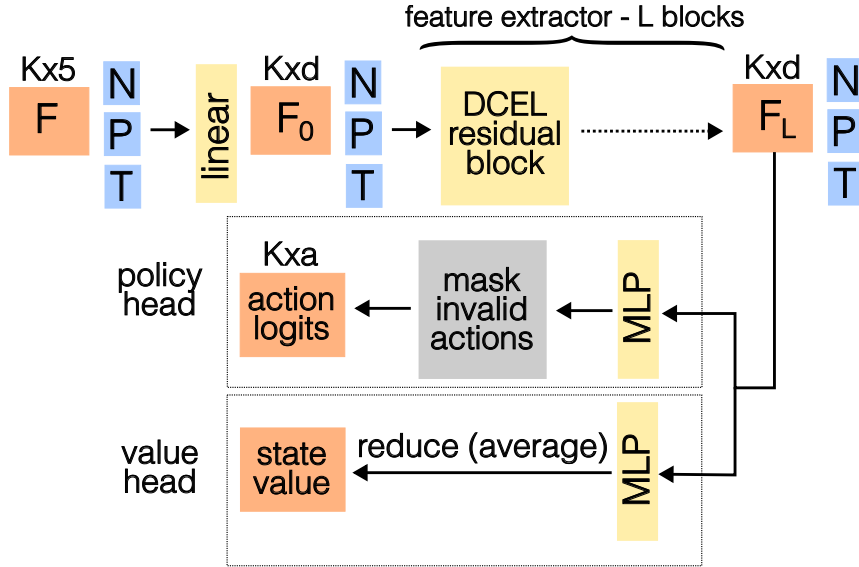 feature extractor - L blocks
Kx5
F
N
P
T
linear
Kxd
F₀
N
P
T
DCEL
residual
block
Kxd
F_L
N
P
T
policy
head
Kxa
action
logits
mask
invalid
actions
MLP
value
head
state
value
reduce (average)
MLP